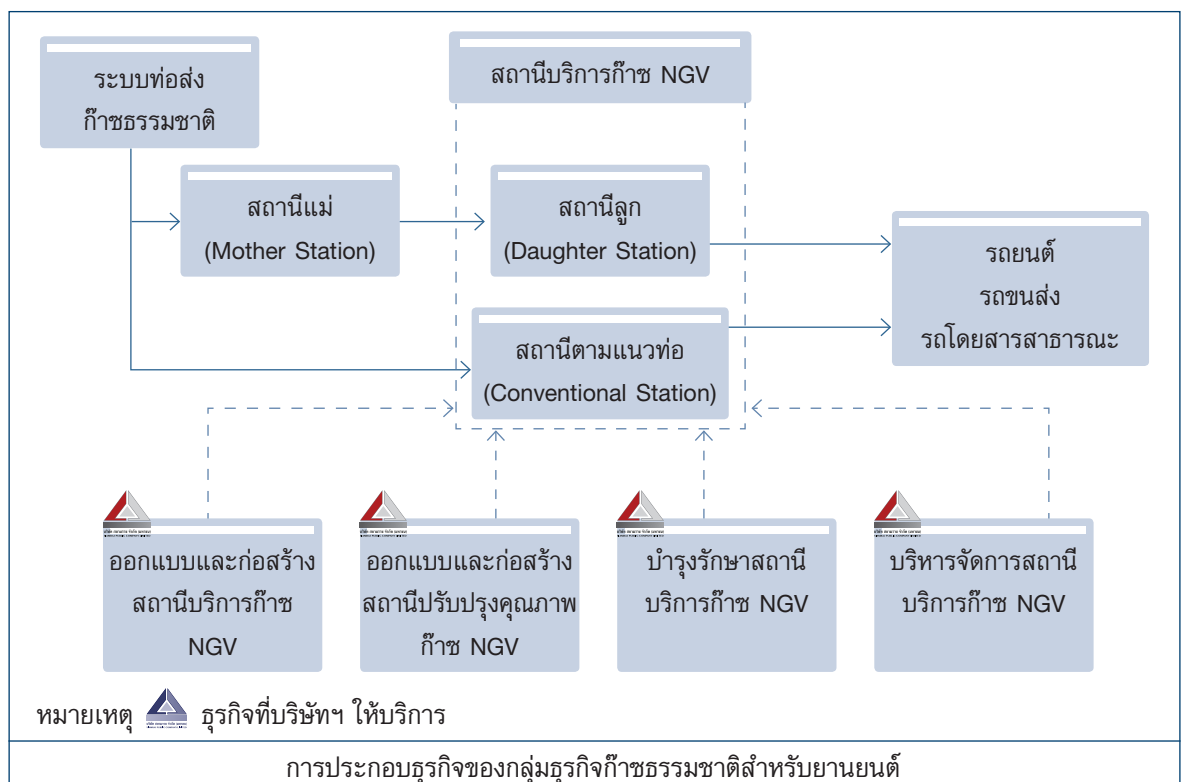 ระบบท่อส่ง
ก๊าซธรรมชาติ
สถานีบริการก๊าซ NGV
สถานีแม่
(Mother Station)
สถานีลูก
(Daughter Station)
รถยนต์
รถขนส่ง
รถโดยสารสาธารณะ
สถานีตามแนวท่อ
(Conventional Station)
ออกแบบและก่อสร้าง
สถานีบริการก๊าซ
NGV
ออกแบบและก่อสร้าง
สถานีปรับปรุงคุณภาพ
ก๊าซ NGV
บำรุงรักษาสถานี
บริการก๊าซ NGV
บริหารจัดการสถานี
บริการก๊าซ NGV
หมายเหตุ ธุรกิจที่บริษัทฯ ให้บริการ
การประกอบธุรกิจของกลุ่มธุรกิจก๊าซธรรมชาติสำหรับยานยนต์